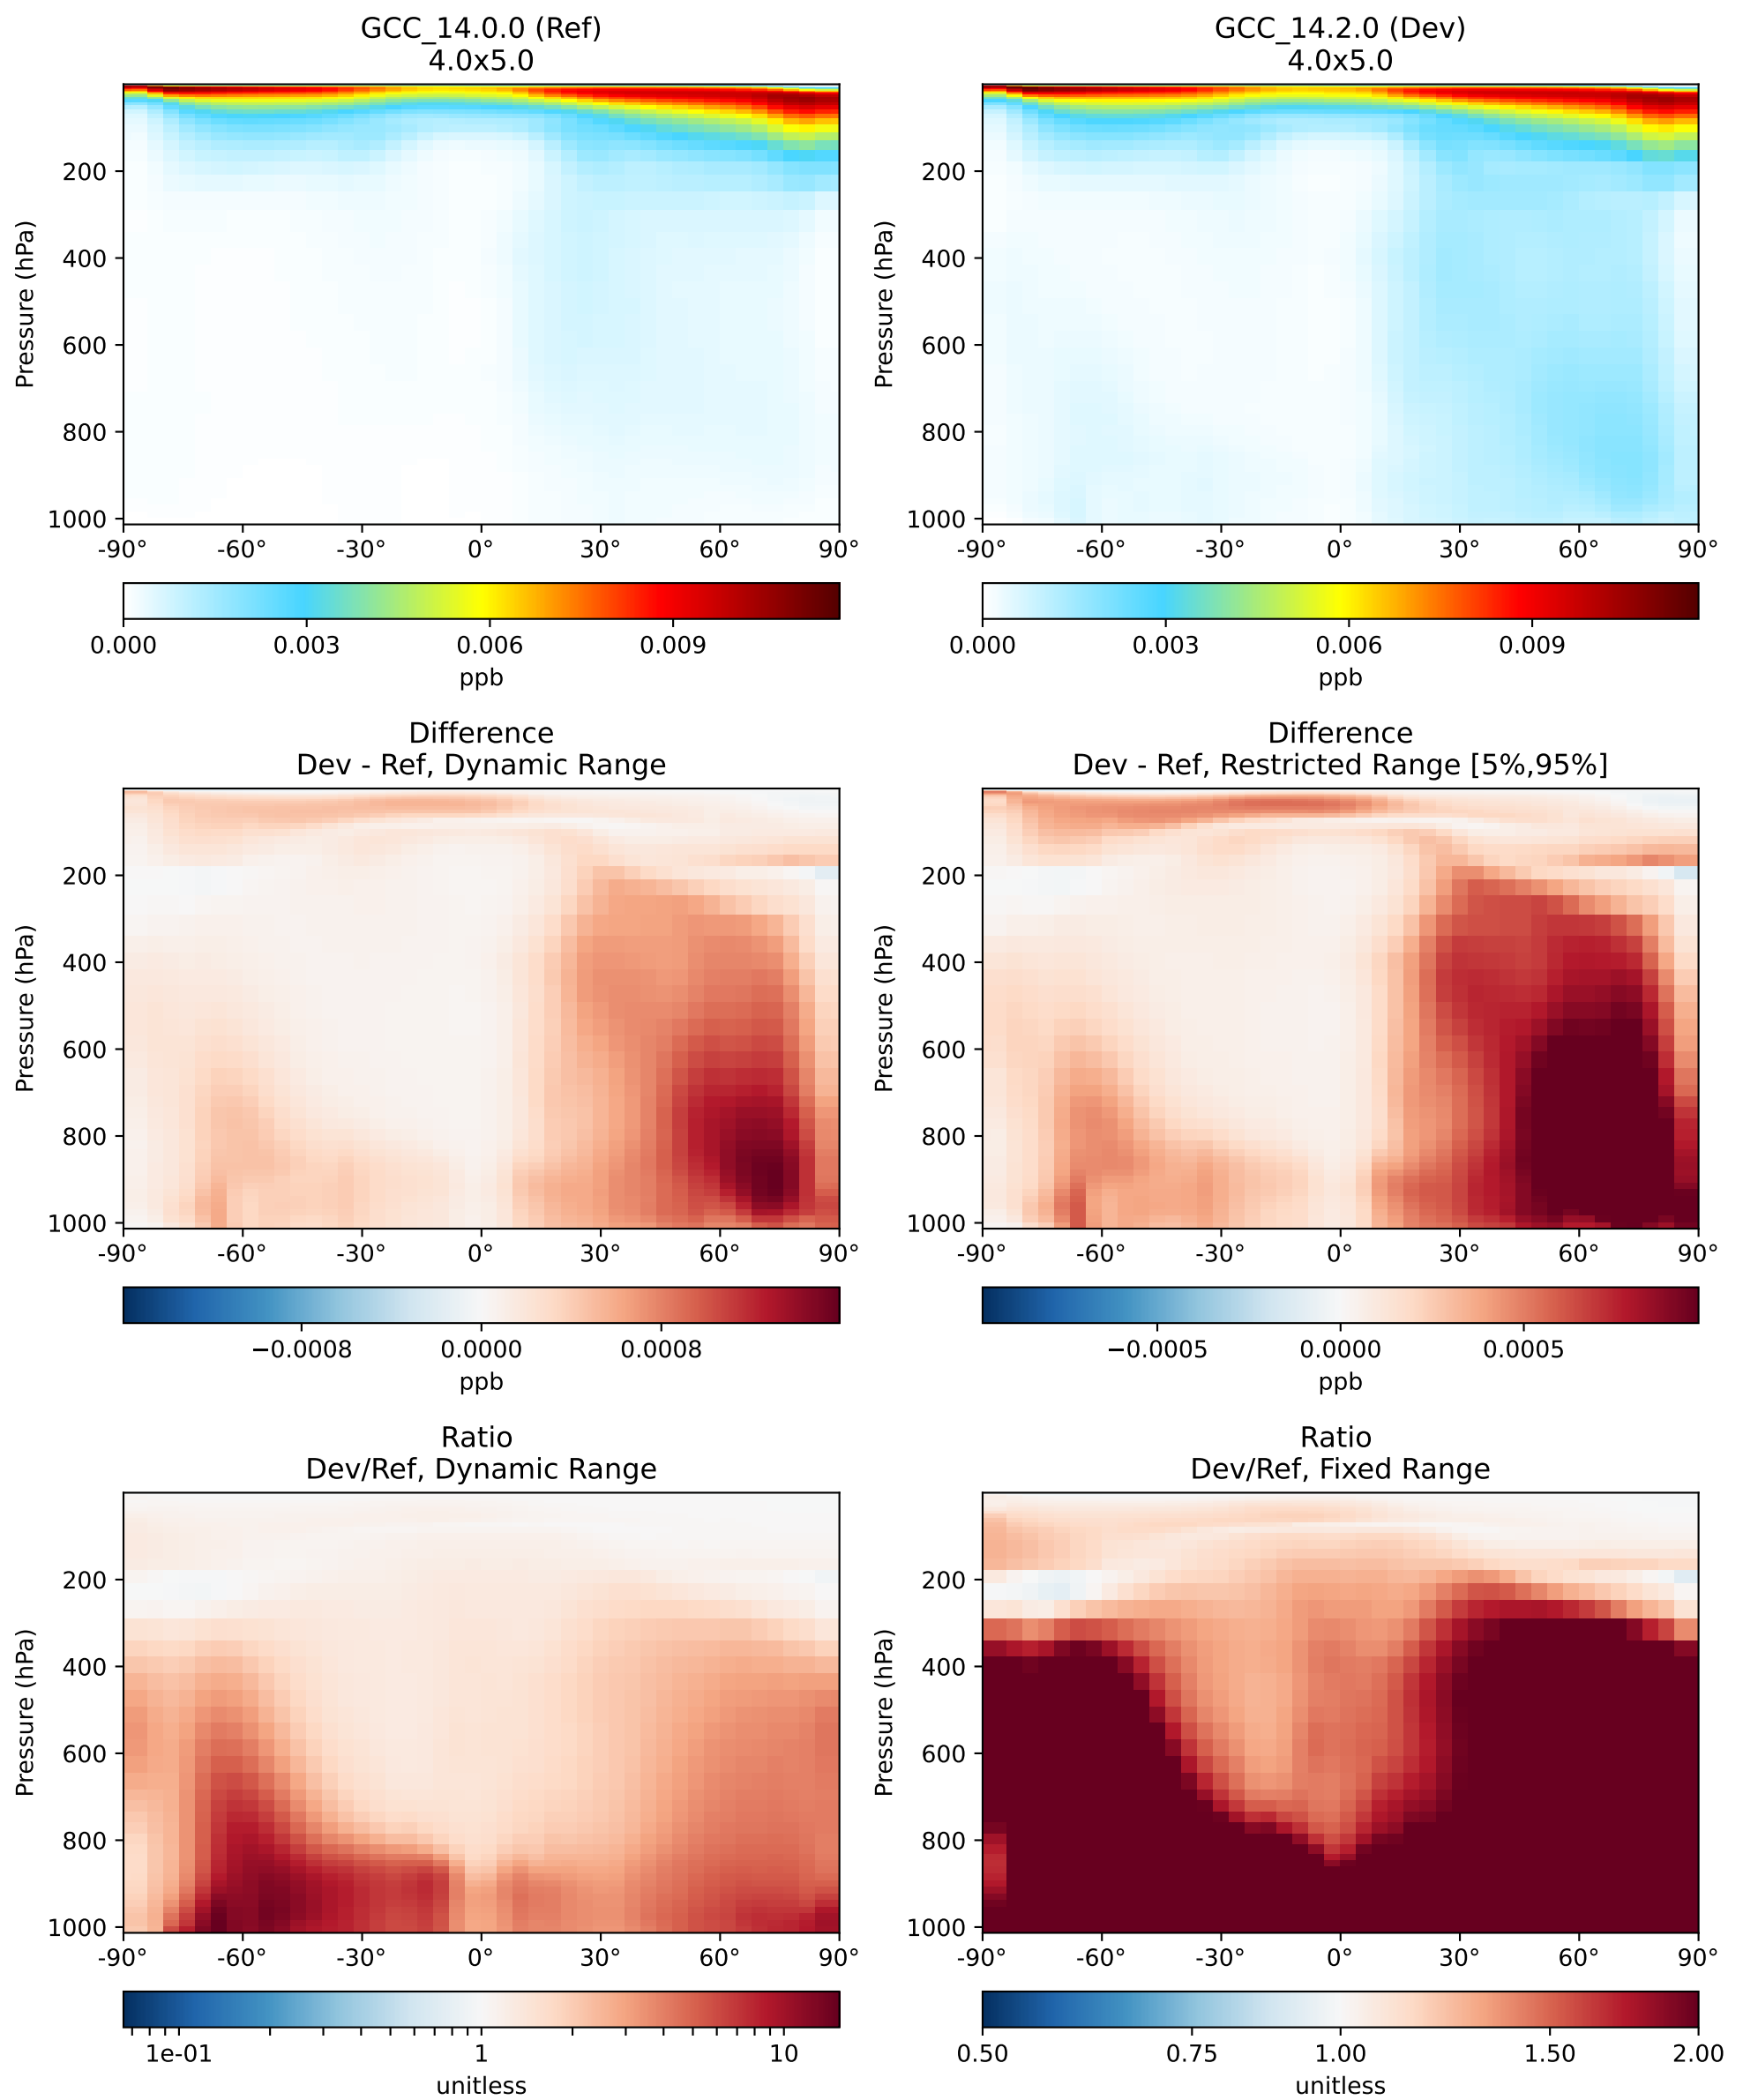 GCC_14.0.0 (Ref)
4.0x5.0
Pressure (hPa)
200
400
600
800
1000
-90° -60° -30° 0° 30° 60° 90°
0.000 0.003 0.006 0.009
ppb
GCC_14.2.0 (Dev)
4.0x5.0
Pressure (hPa)
200
400
600
800
1000
-90° -60° -30° 0° 30° 60° 90°
0.000 0.003 0.006 0.009
ppb
Difference
Dev - Ref, Dynamic Range
Pressure (hPa)
200
400
600
800
1000
-90° -60° -30° 0° 30° 60° 90°
−0.0008 0.0000 0.0008
ppb
Difference
Dev - Ref, Restricted Range [5%,95%]
Pressure (hPa)
200
400
600
800
1000
-90° -60° -30° 0° 30° 60° 90°
−0.0005 0.0000 0.0005
ppb
Ratio
Dev/Ref, Dynamic Range
Pressure (hPa)
200
400
600
800
1000
-90° -60° -30° 0° 30° 60° 90°
1e-01 1 10
unitless
Ratio
Dev/Ref, Fixed Range
Pressure (hPa)
200
400
600
800
1000
-90° -60° -30° 0° 30° 60° 90°
0.50 0.75 1.00 1.50 2.00
unitless